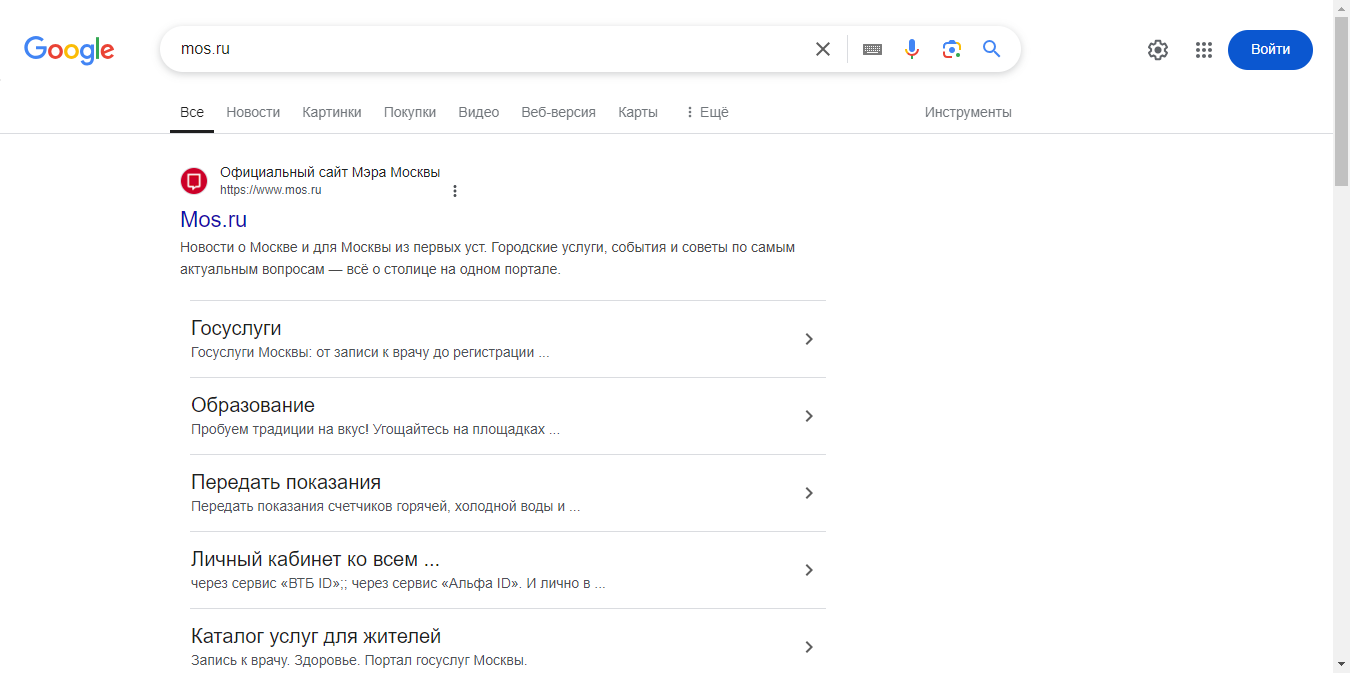 Google
mos.ru
Войти
Все
Новости
Картинки
Покупки
Видео
Веб-версия
Карты
Ещё
Инструменты
Официальный сайт Мэра Москвы
https://www.mos.ru
Mos.ru
Новости о Москве и для Москвы из первых уст. Городские услуги, события и советы по самым
актуальным вопросам — всё о столице на одном портале.
Госуслуги
Госуслуги Москвы: от записи к врачу до регистрации ...
Образование
Пробуем традиции на вкус! Угощайтесь на площадках ...
Передать показания
Передать показания счетчиков горячей, холодной воды и ...
Личный кабинет ко всем ...
через сервис «ВТБ ID»;; через сервис «Альфа ID». И лично в ...
Каталог услуг для жителей
Запись к врачу. Здоровье. Портал госуслуг Москвы.